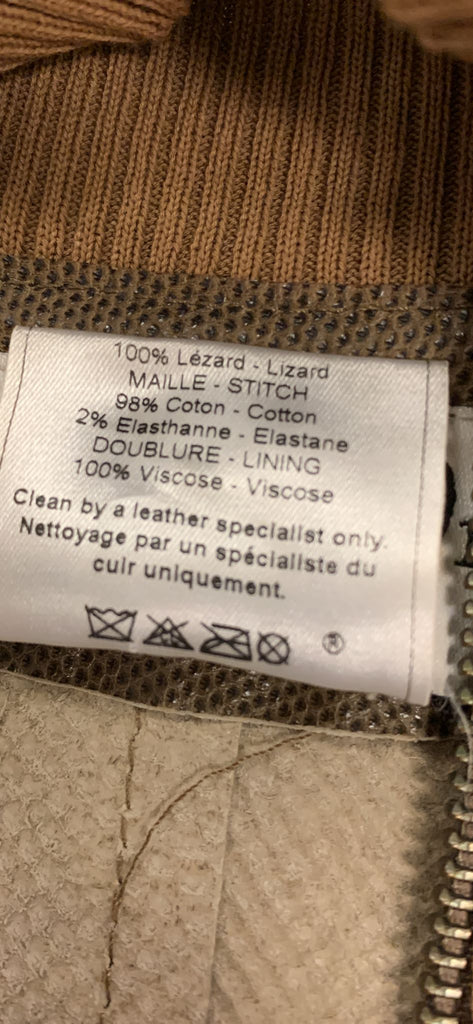 100% Lézard - Lizard
MAILLE - STITCH
98% Coton - Cotton
2% Elasthanne - Elastane
DOUBLURE - LINING
100% Viscose - Viscose
Clean by a leather specialist only.
Nettoyage par un spécialiste du
cuir uniquement.
®